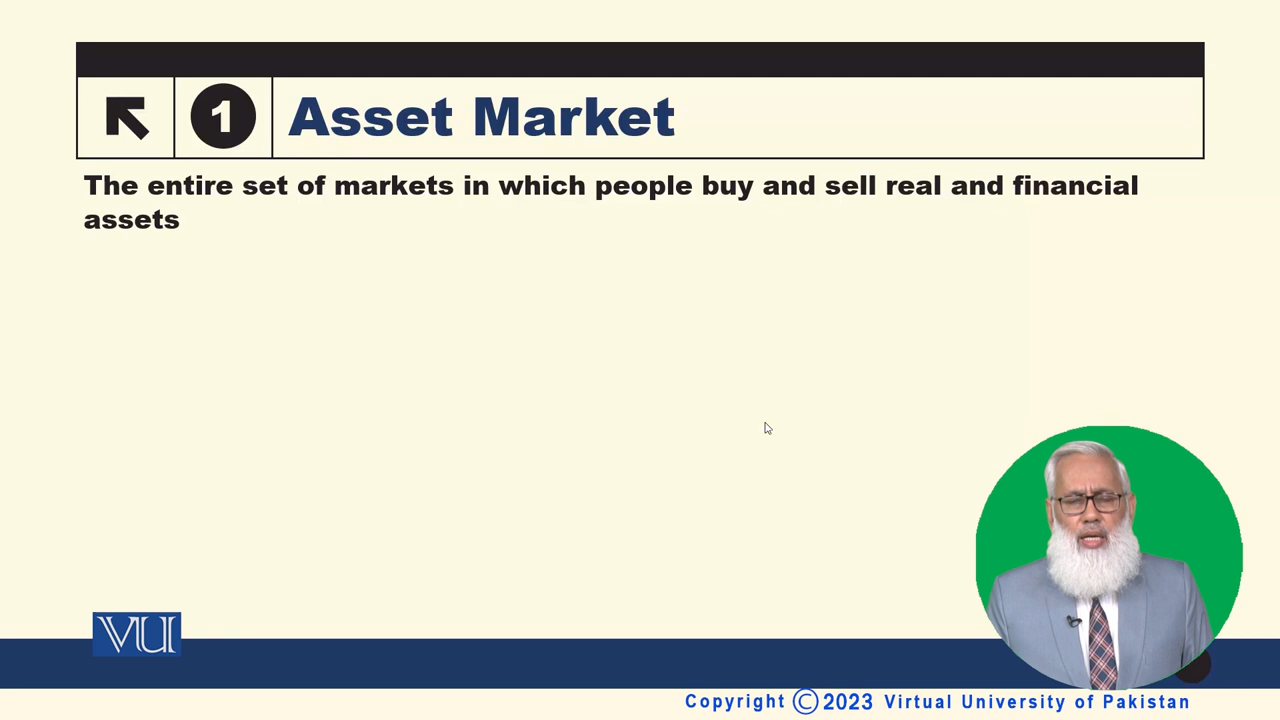 1 Asset Market
The entire set of markets in which people buy and sell real and financial
assets
VU
Copyright ©2023 Virtual University of Pakistan